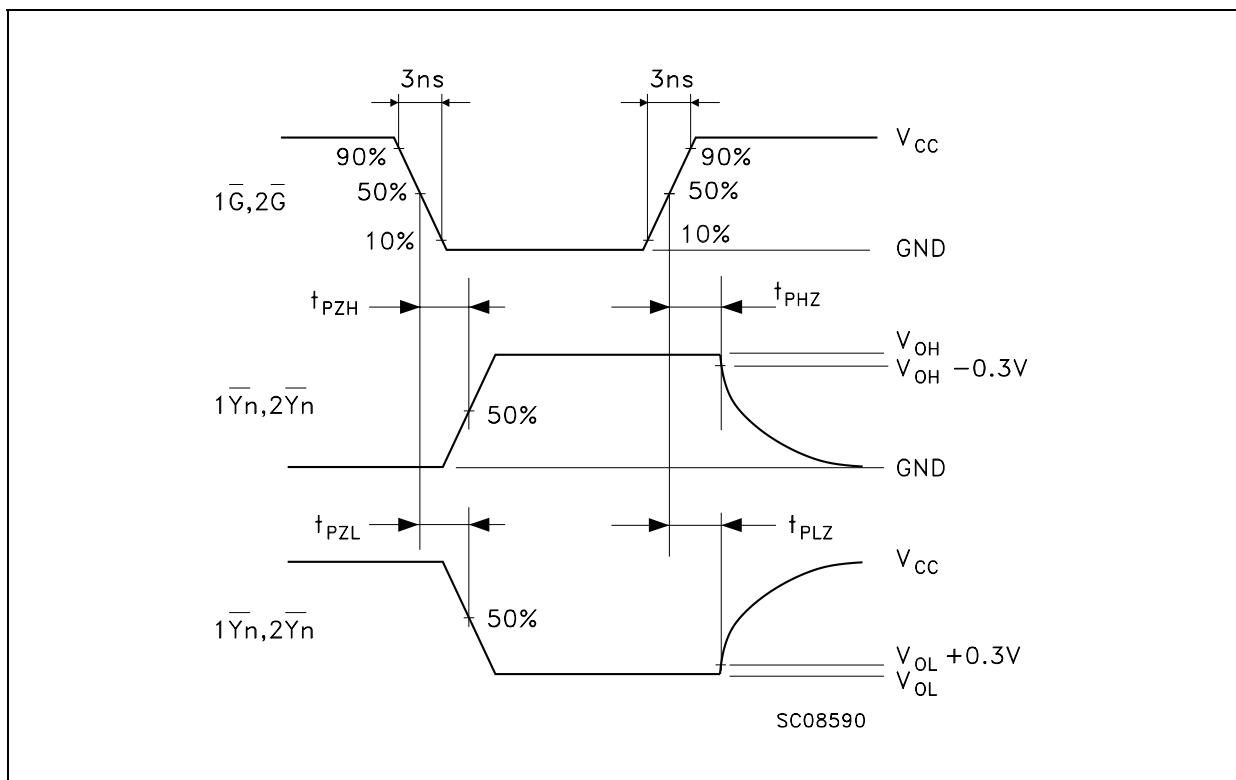 3ns 3ns
V_CC
90% 90%
1G̅,2G̅ 50% 50%
10% 10%
GND
t_PZH t_PHZ
V_OH
V_OH −0.3V
1Y̅n̅,2Y̅n̅ 50%
GND
t_PZL t_PLZ
V_CC
1Y̅n̅,2Y̅n̅ 50%
V_OL +0.3V
V_OL
SC08590